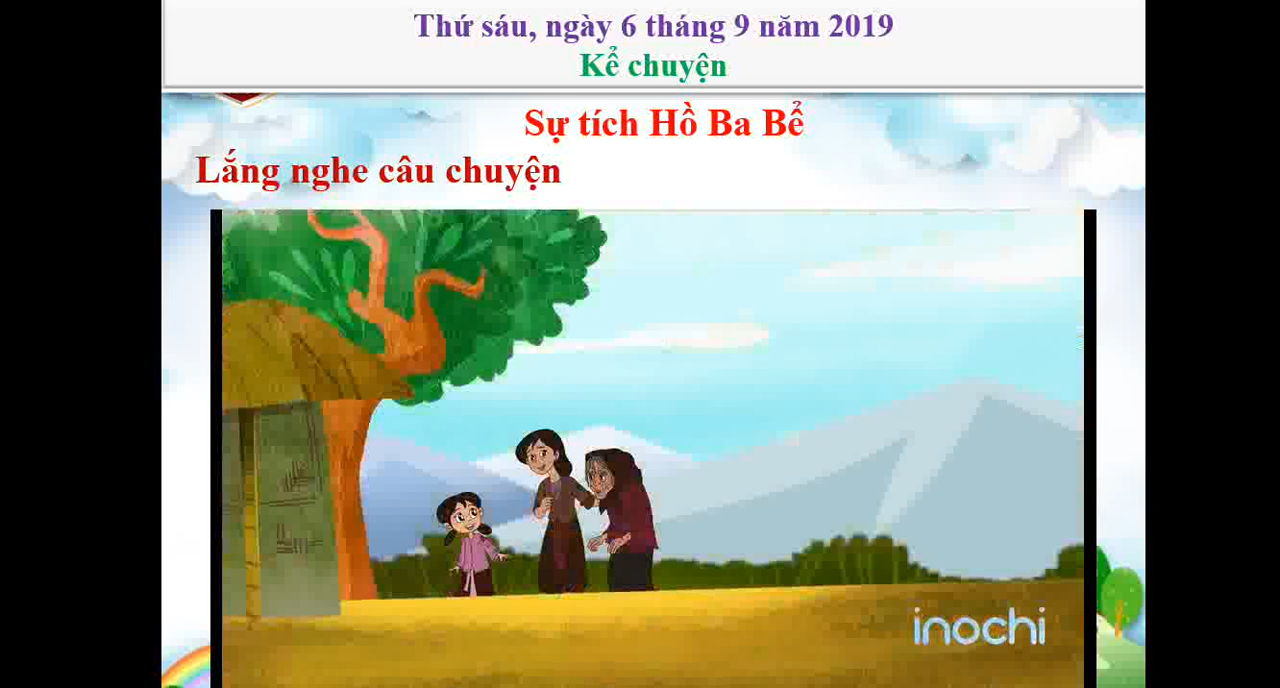 Thứ sáu, ngày 6 tháng 9 năm 2019
Kể chuyện
Sự tích Hồ Ba Bể
Lắng nghe câu chuyện
inochi